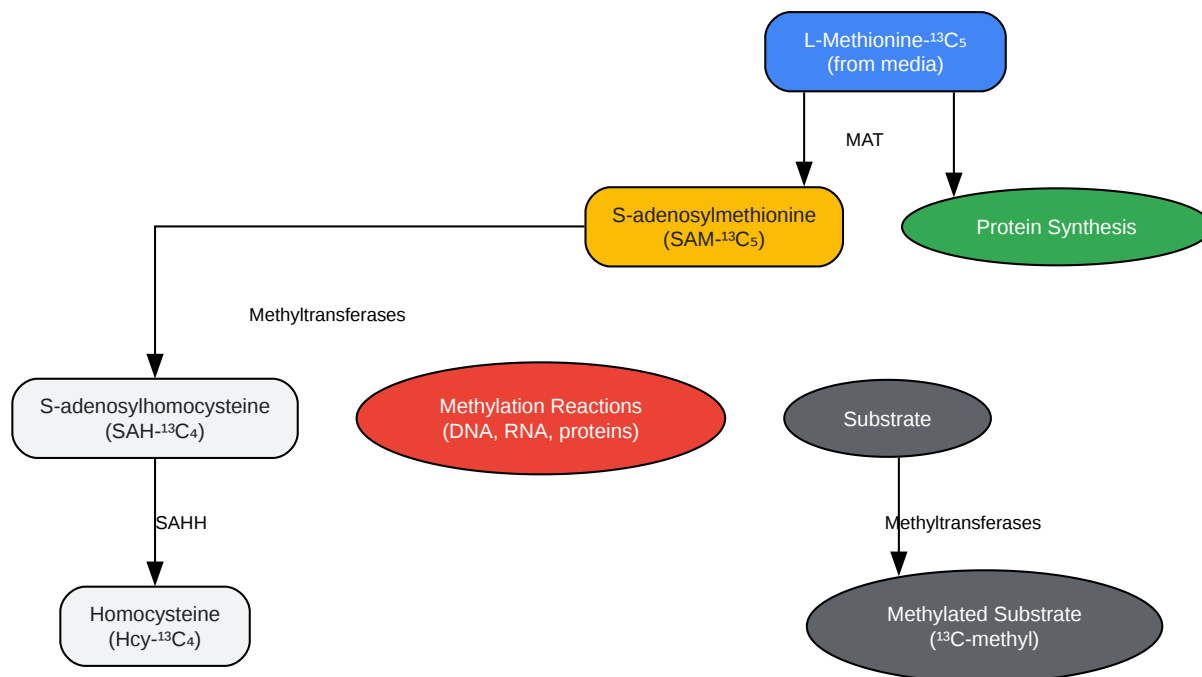 L-Methionine-¹³C₅
(from media)
MAT
S-adenosylmethionine
(SAM-¹³C₅)
Protein Synthesis
Methyltransferases
S-adenosylhomocysteine
(SAH-¹³C₄)
Methylation Reactions
(DNA, RNA, proteins)
Substrate
SAHH
Methyltransferases
Homocysteine
(Hcy-¹³C₄)
Methylated Substrate
(¹³C-methyl)